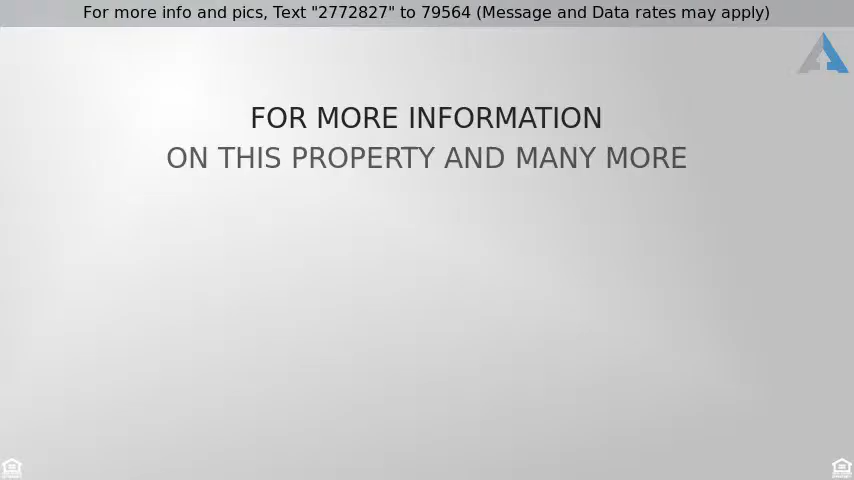 For more info and pics, Text "2772827" to 79564 (Message and Data rates may apply)
FOR MORE INFORMATION
ON THIS PROPERTY AND MANY MORE